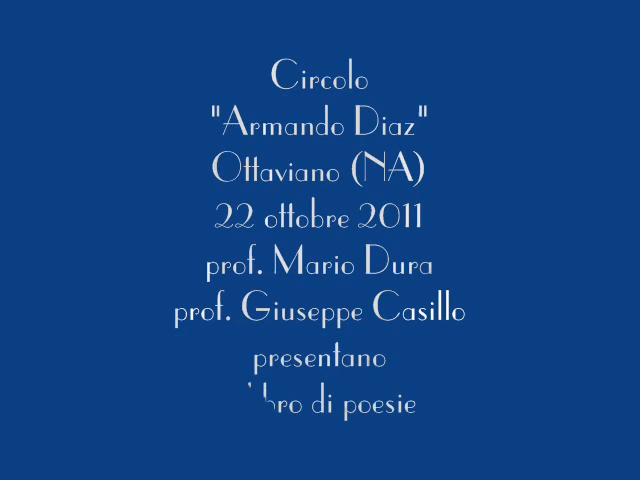 Circolo
"Armando Diaz"
Ottaviano (NA)
22 ottobre 2011
prof. Mario Dura
prof. Giuseppe Casillo
presentano
di poesie